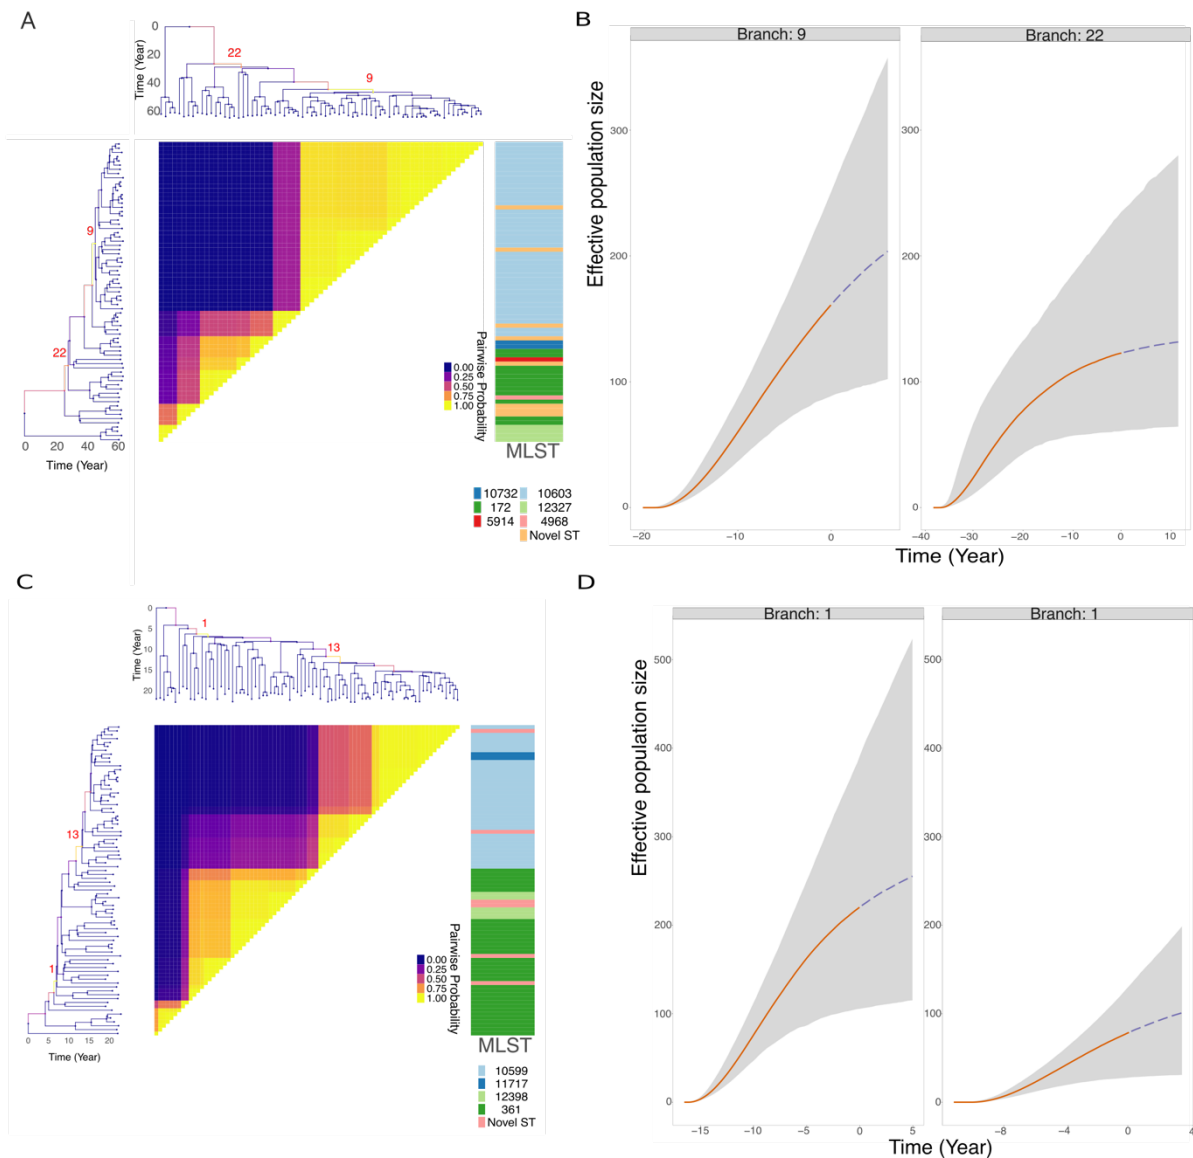 A
Time (Year)
0
20
40
60
22
9
9
22
0 20 40 60
Time (Year)
Pairwise Probability
0.00
0.25
0.50
0.75
1.00
MLST
10732 10603
172 12327
5914 4968
Novel ST
B
Branch: 9 Branch: 22
Effective population size
300
200
100
0
300
200
100
0
−20 −10 0
−40 −30 −20 −10 0 10
Time (Year)
C
Time (Year)
0
5
10
15
20
1
13
13
1
0 5 10 15 20
Time (Year)
Pairwise Probability
0.00
0.25
0.50
0.75
1.00
MLST
10599
11717
12398
361
Novel ST
D
Branch: 1 Branch: 1
Effective population size
500
400
300
200
100
0
500
400
300
200
100
0
−15 −10 −5 0 5
−8 −4 0 4
Time (Year)